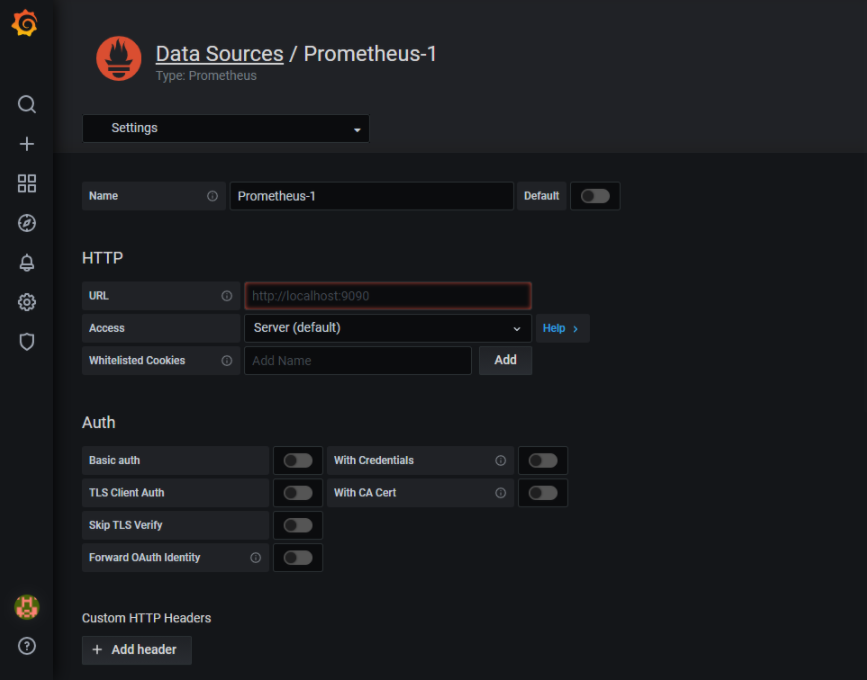 Data Sources / Prometheus-1
Type: Prometheus
Settings
Name Prometheus-1 Default
HTTP
URL http://localhost:9090
Access Server (default) Help >
Whitelisted Cookies Add Name Add
Auth
Basic auth With Credentials
TLS Client Auth With CA Cert
Skip TLS Verify
Forward OAuth Identity
Custom HTTP Headers
+ Add header